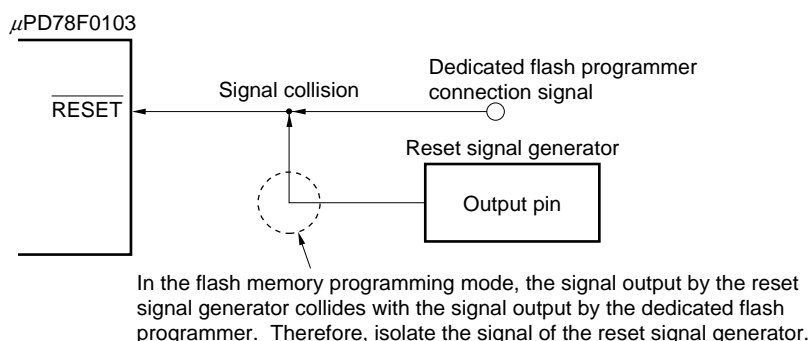 μPD78F0103
Dedicated flash programmer
connection signal
Signal collision
RESET
Reset signal generator
Output pin
In the flash memory programming mode, the signal output by the reset
signal generator collides with the signal output by the dedicated flash
programmer.  Therefore, isolate the signal of the reset signal generator.